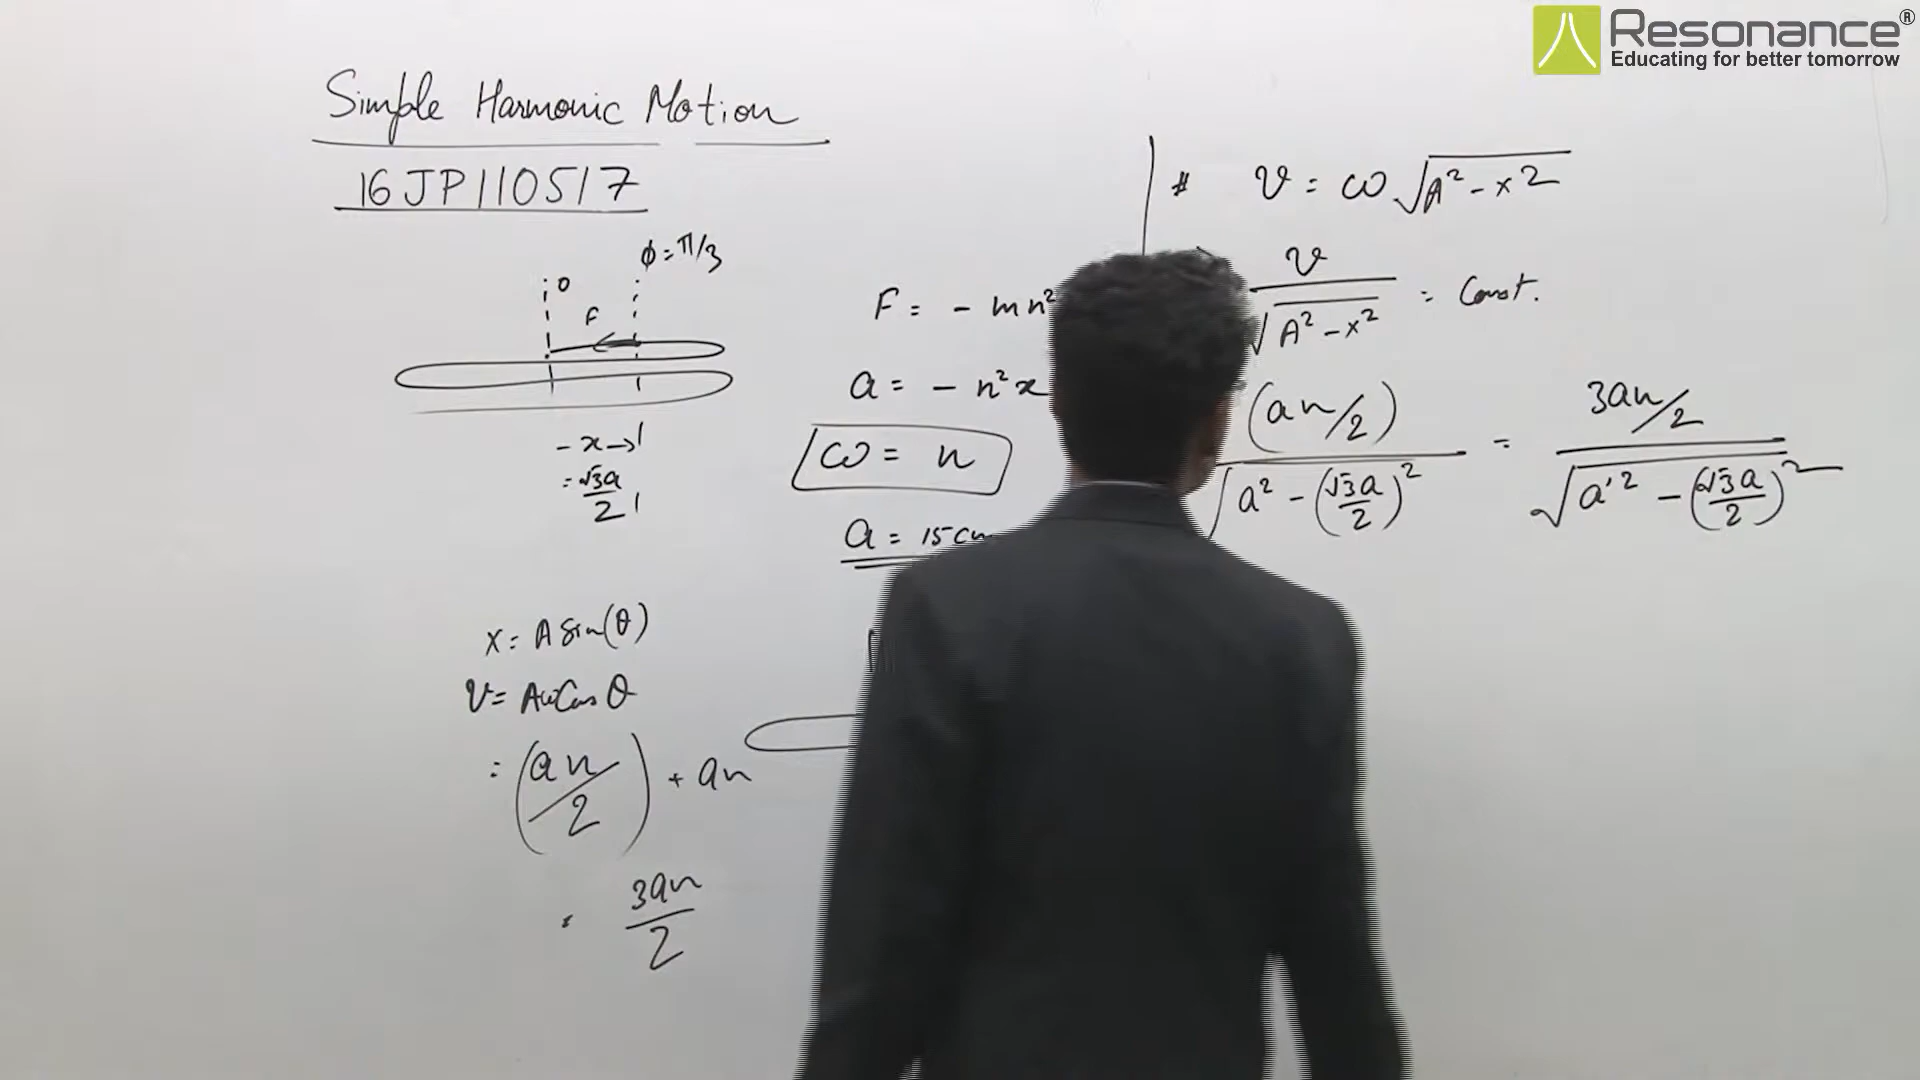 Resonance®
Educating for better tomorrow
Simple Harmonic Motion
16JP110517
ϕ = π/3
0
F
- x →
= √3a/2
F = - mn²
a = - n²x
ω = n
a = 15 cm
x = A Sin(θ)
v = Aω Cos θ
= (an/2) + an
= 3an/2
# v = ω √(A² - x²)
v/√(A² - x²) = Const.
(an/2)/√(a² - (√3a/2)²) = (3an/2)/√(a'² - (√3a/2)²)